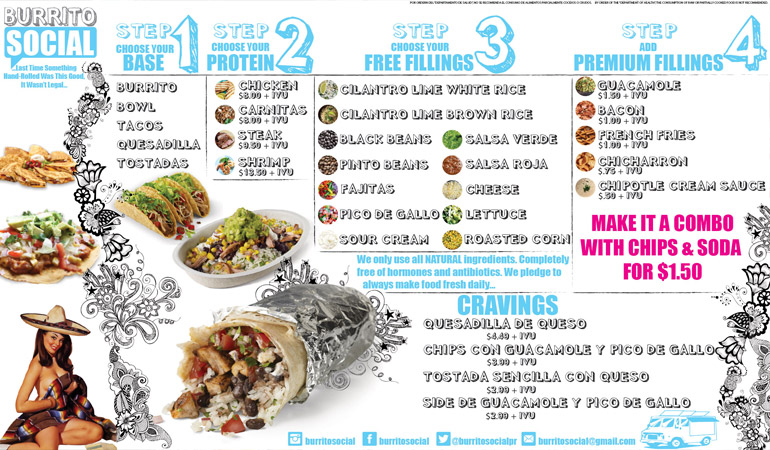 POR ORDEN DEL DEPARTAMENTO DE SALUD NO SE RECOMIENDA EL CONSUMO DE ALIMENTOS PARCIALMENTE COCIDOS O CRUDOS. BY ORDER OF THE DEPARTMENT OF HEALTH THE CONSUMPTION OF RAW OR PARTIALLY COOKED FOOD IS NOT RECOMMENDED.
BURRITO
SOCIAL
...Last Time Something
Hand-Rolled Was This Good,
It Wasn't Legal...
STEP 1
CHOOSE YOUR
BASE
BURRITO
BOWL
TACOS
QUESADILLA
TOSTADAS
STEP 2
CHOOSE YOUR
PROTEIN
CHICKEN
$8.00 + IVU
CARNITAS
$8.00 + IVU
STEAK
$9.50 + IVU
SHRIMP
$13.50 + IVU
STEP 3
CHOOSE YOUR
FREE FILLINGS
CILANTRO LIME WHITE RICE
CILANTRO LIME BROWN RICE
BLACK BEANS
SALSA VERDE
PINTO BEANS
SALSA ROJA
FAJITAS
CHEESE
PICO DE GALLO
LETTUCE
SOUR CREAM
ROASTED CORN
STEP 4
ADD
PREMIUM FILLINGS
GUACAMOLE
$1.50 + IVU
BACON
$1.00 + IVU
FRENCH FRIES
$1.00 + IVU
CHICHARRON
$.75 + IVU
CHIPOTLE CREAM SAUCE
$.50 + IVU
MAKE IT A COMBO
WITH CHIPS & SODA
FOR $1.50
We only use all NATURAL ingredients. Completely
free of hormones and antibiotics. We pledge to
always make food fresh daily...
CRAVINGS
QUESADILLA DE QUESO
$4.49 + IVU
CHIPS CON GUACAMOLE Y PICO DE GALLO
$3.99 + IVU
TOSTADA SENCILLA CON QUESO
$2.99 + IVU
SIDE DE GUACAMOLE Y PICO DE GALLO
$2.99 + IVU
burritosocial
burritosocial
@burritosocialpr
burritosocial@gmail.com